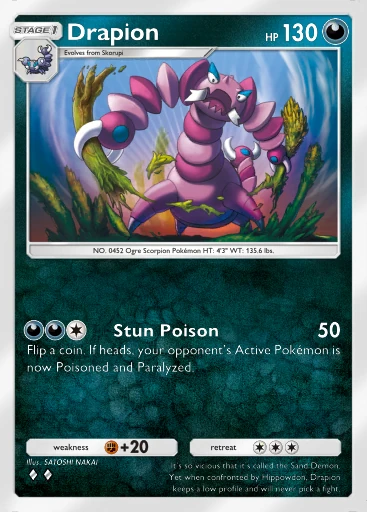 STAGE 1
Drapion
HP 130
Evolves from Skorupi
NO. 0452 Ogre Scorpion Pokémon HT: 4'3" WT: 135.6 lbs.
Stun Poison 50
Flip a coin. If heads, your opponent's Active Pokémon is
now Poisoned and Paralyzed.
weakness +20 retreat
Illus. SATOSHI NAKAI
It's so vicious that it's called the Sand Demon.
Yet when confronted by Hippowdon, Drapion
keeps a low profile and will never pick a fight.